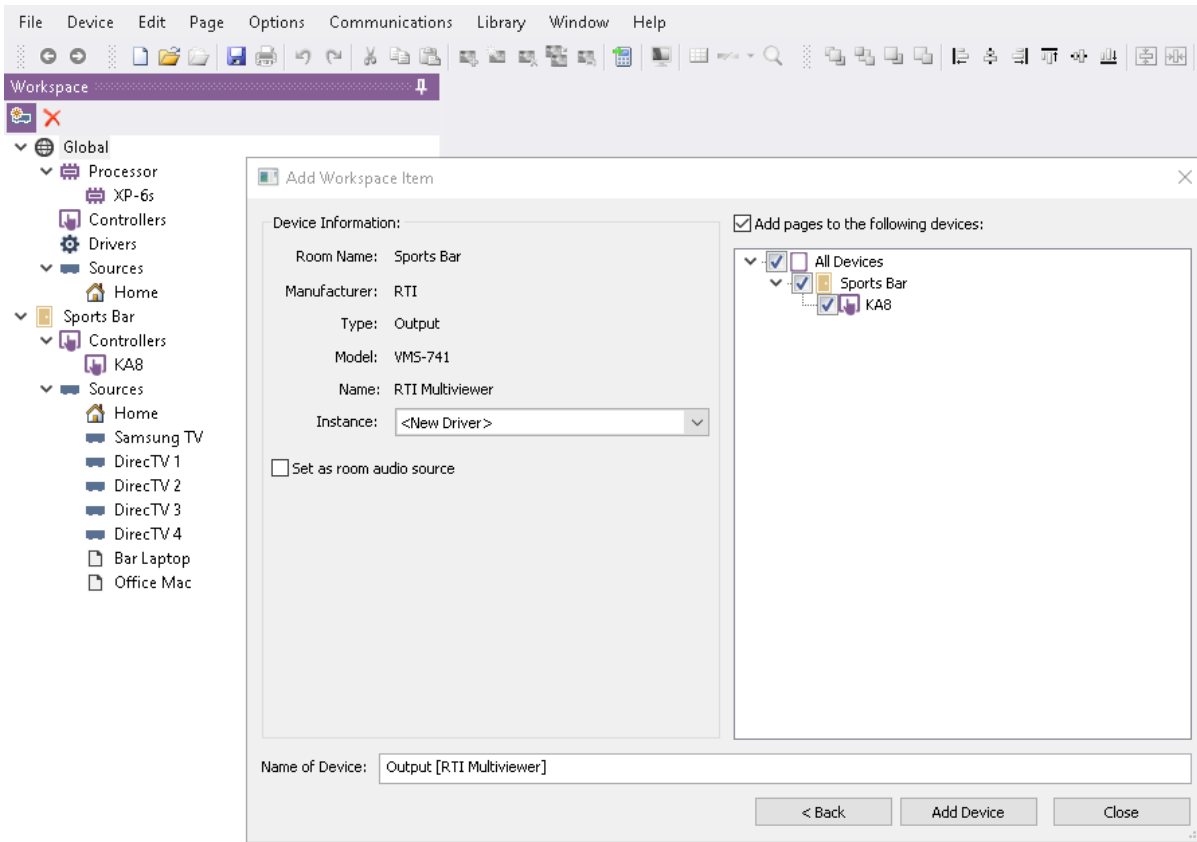 File Device Edit Page Options Communications Library Window Help
Workspace
Global
Processor
XP-6s
Controllers
Drivers
Sources
Home
Sports Bar
Controllers
KA8
Sources
Home
Samsung TV
DirecTV 1
DirecTV 2
DirecTV 3
DirecTV 4
Bar Laptop
Office Mac
Add Workspace Item
Device Information:
Room Name: Sports Bar
Manufacturer: RTI
Type: Output
Model: VMS-741
Name: RTI Multiviewer
Instance: <New Driver>
Set as room audio source
Add pages to the following devices:
All Devices
Sports Bar
KA8
Name of Device: Output [RTI Multiviewer]
< Back Add Device Close